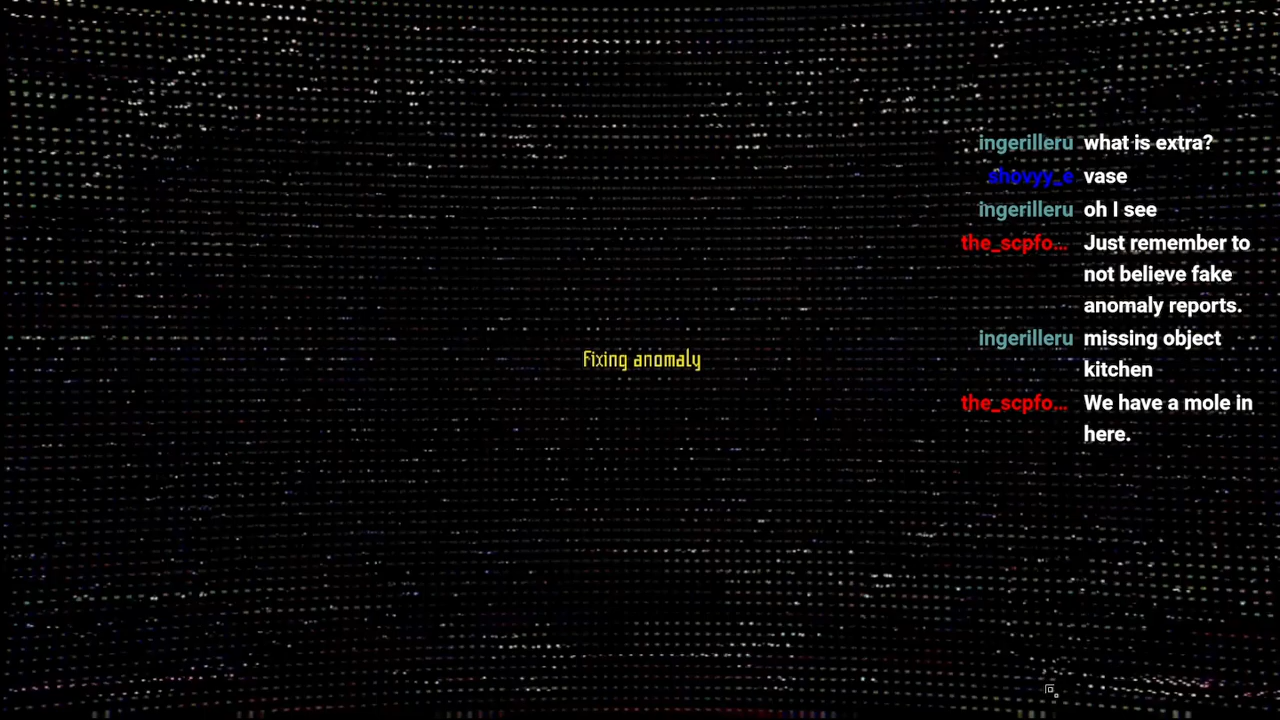 ingerilleru what is extra?
shovyy_e vase
ingerilleru oh I see
the_scpfo... Just remember to
not believe fake
anomaly reports.
Fixing anomaly
ingerilleru missing object
kitchen
the_scpfo... We have a mole in
here.